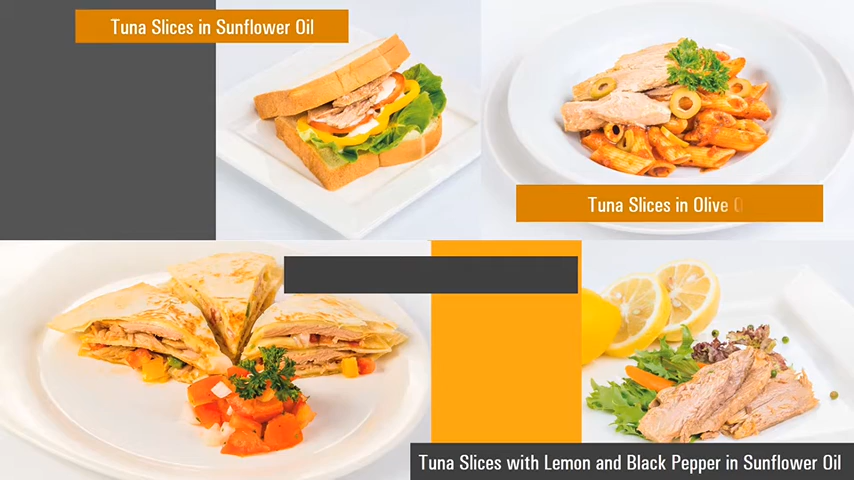 Tuna Slices in Sunflower Oil
Tuna Slices in Olive
Tuna Slices with Lemon and Black Pepper in Sunflower Oil